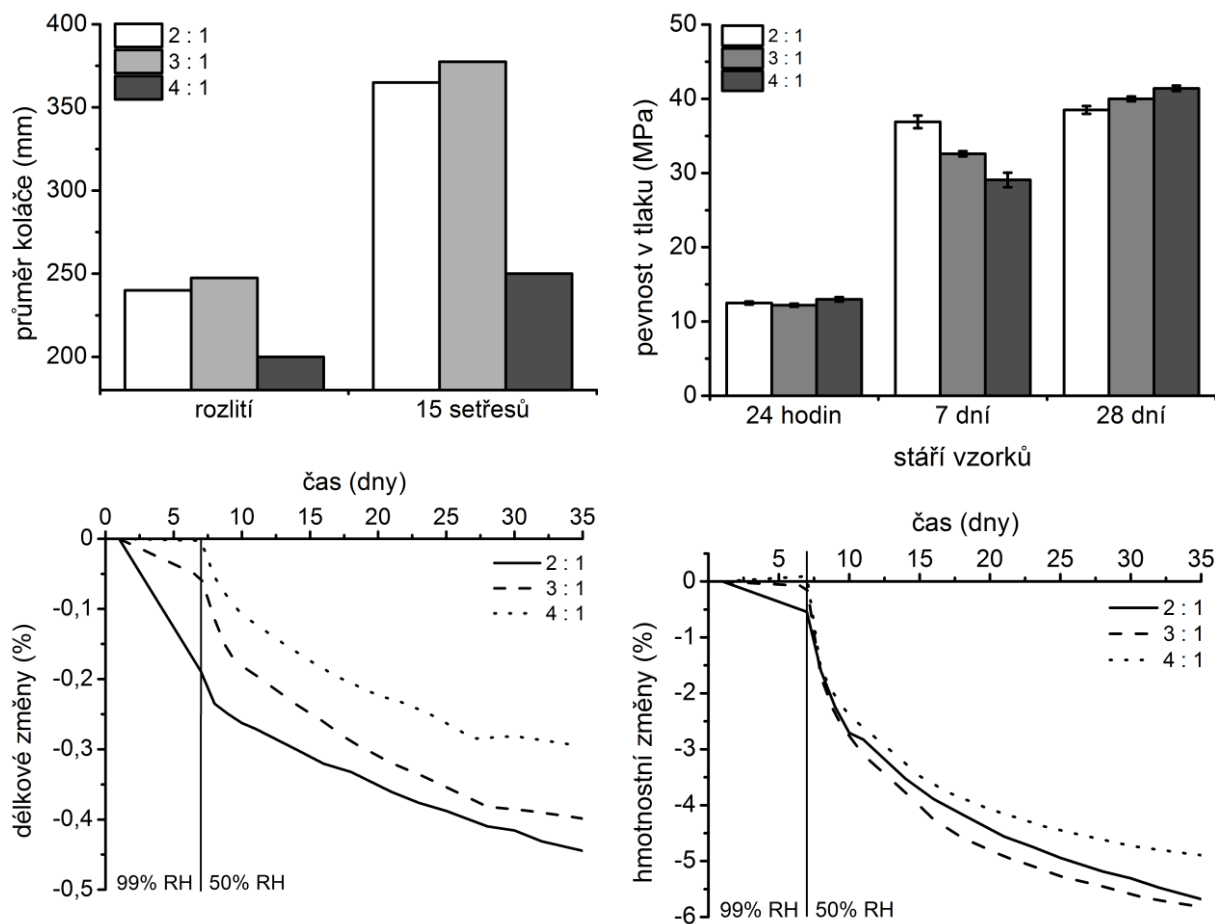 400
350
300
250
200
průměr koláče (mm)
2 : 1
3 : 1
4 : 1
rozlití 15 setřesů
50
40
30
20
10
0
pevnost v tlaku (MPa)
2 : 1
3 : 1
4 : 1
24 hodin 7 dní 28 dní
stáří vzorků
čas (dny)
0 5 10 15 20 25 30 35
0
-0,1
-0,2
-0,3
-0,4
-0,5
délkové změny (%)
2 : 1
3 : 1
4 : 1
99% RH 50% RH
čas (dny)
5 10 15 20 25 30 35
0
-1
-2
-3
-4
-5
-6
hmotnostní změny (%)
2 : 1
3 : 1
4 : 1
99% RH 50% RH